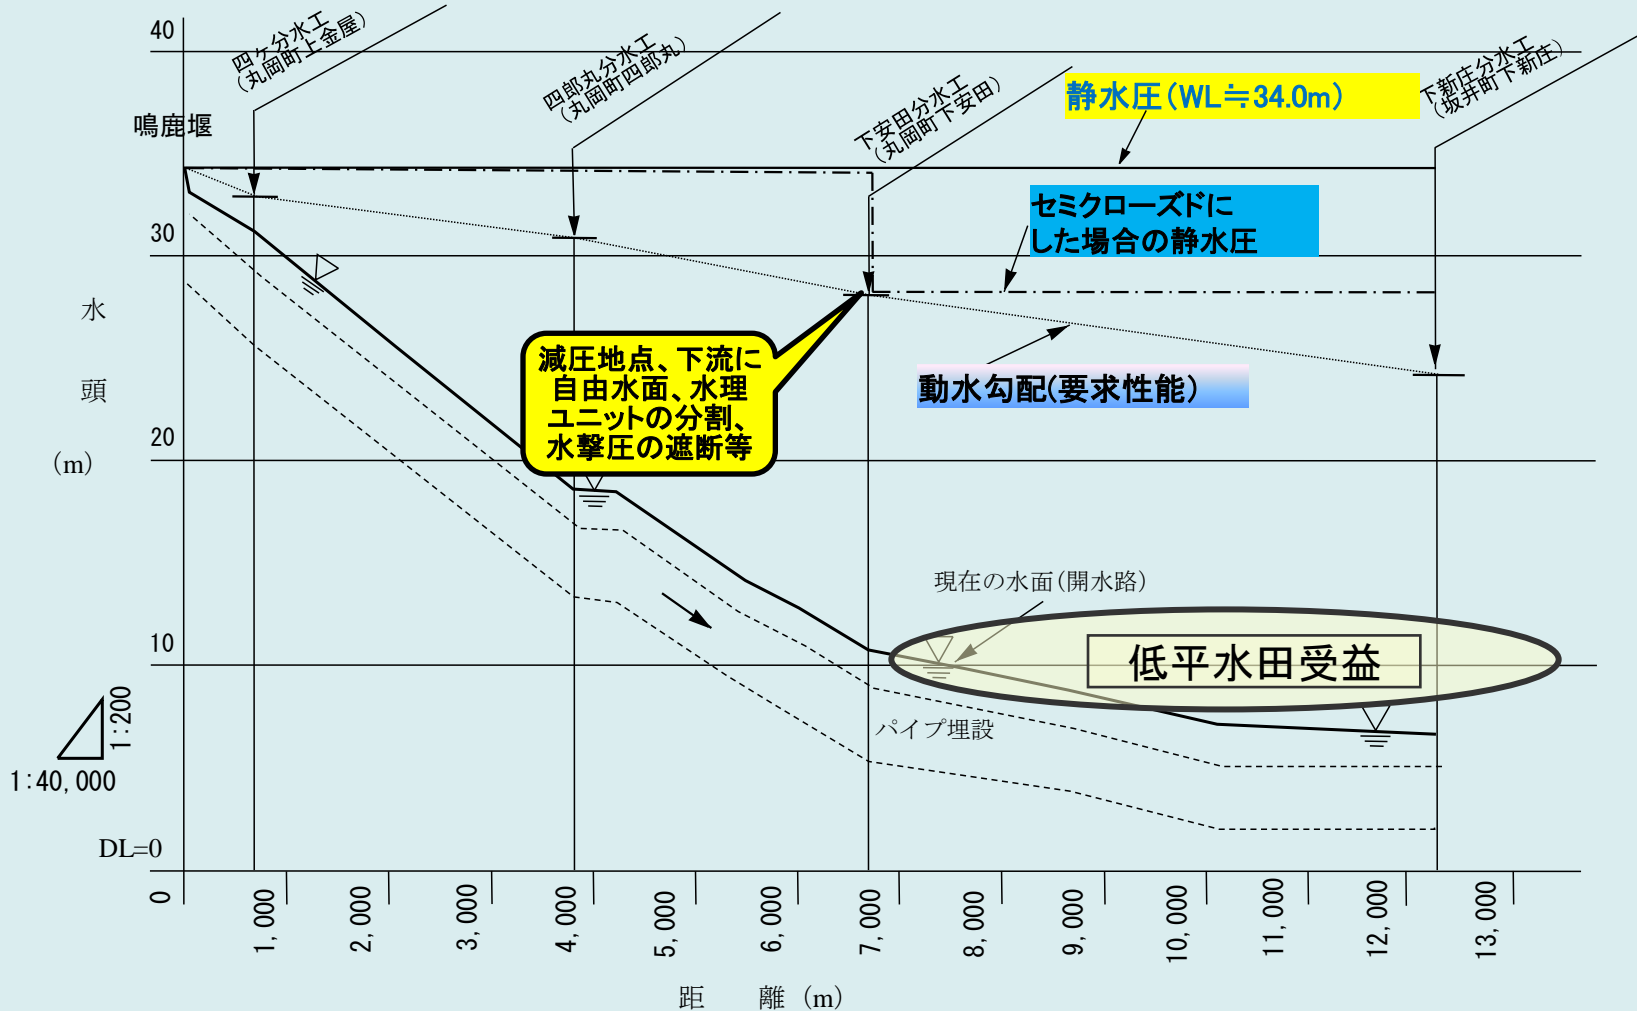 四ケ分水工
(丸岡町上金屋)
四郎丸分水工
(丸岡町四郎丸)
下安田分水工
(丸岡町下安田)
下新庄分水工
(坂井町下新庄)
鳴鹿堰
静水圧(WL≒34.0m)
セミクローズドに
した場合の静水圧
動水勾配(要求性能)
減圧地点、下流に
自由水面、水理
ユニットの分割、
水撃圧の遮断等
現在の水面(開水路)
低平水田受益
パイプ埋設
40
30
20
10
DL=0
水
頭
(m)
1:200
1:40,000
0
1,000
2,000
3,000
4,000
5,000
6,000
7,000
8,000
9,000
10,000
11,000
12,000
13,000
距 離 (m)